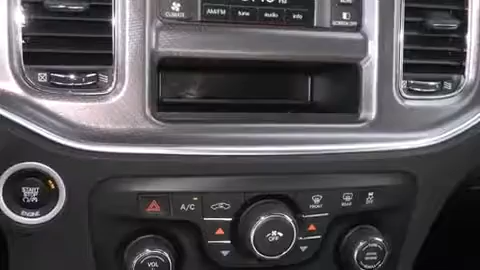 CLIMATE
AM/FM tune audio info
SCREEN OFF
START
STOP
ENGINE
A/C
FRONT
REAR
OFF
VOL